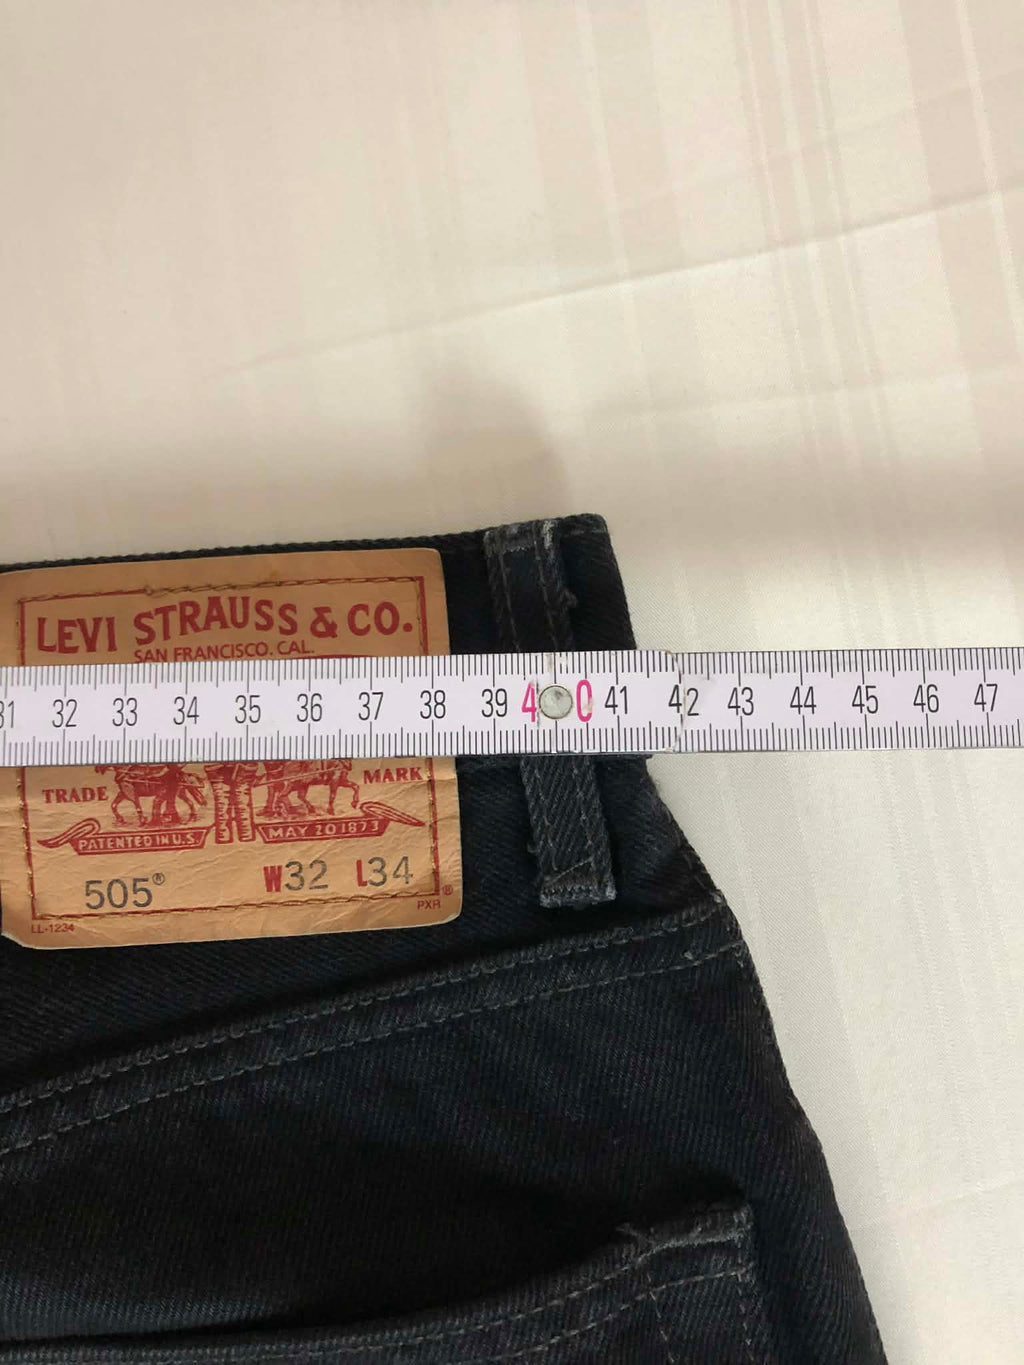 LEVI STRAUSS & CO.
SAN FRANCISCO. CAL.
31 32 33 34 35 36 37 38 39 40 41 42 43 44 45 46 47
TRADE MARK
PATENTED IN U.S. MAY 20 1873
505® W32 L34
®
PXR
LL-1234